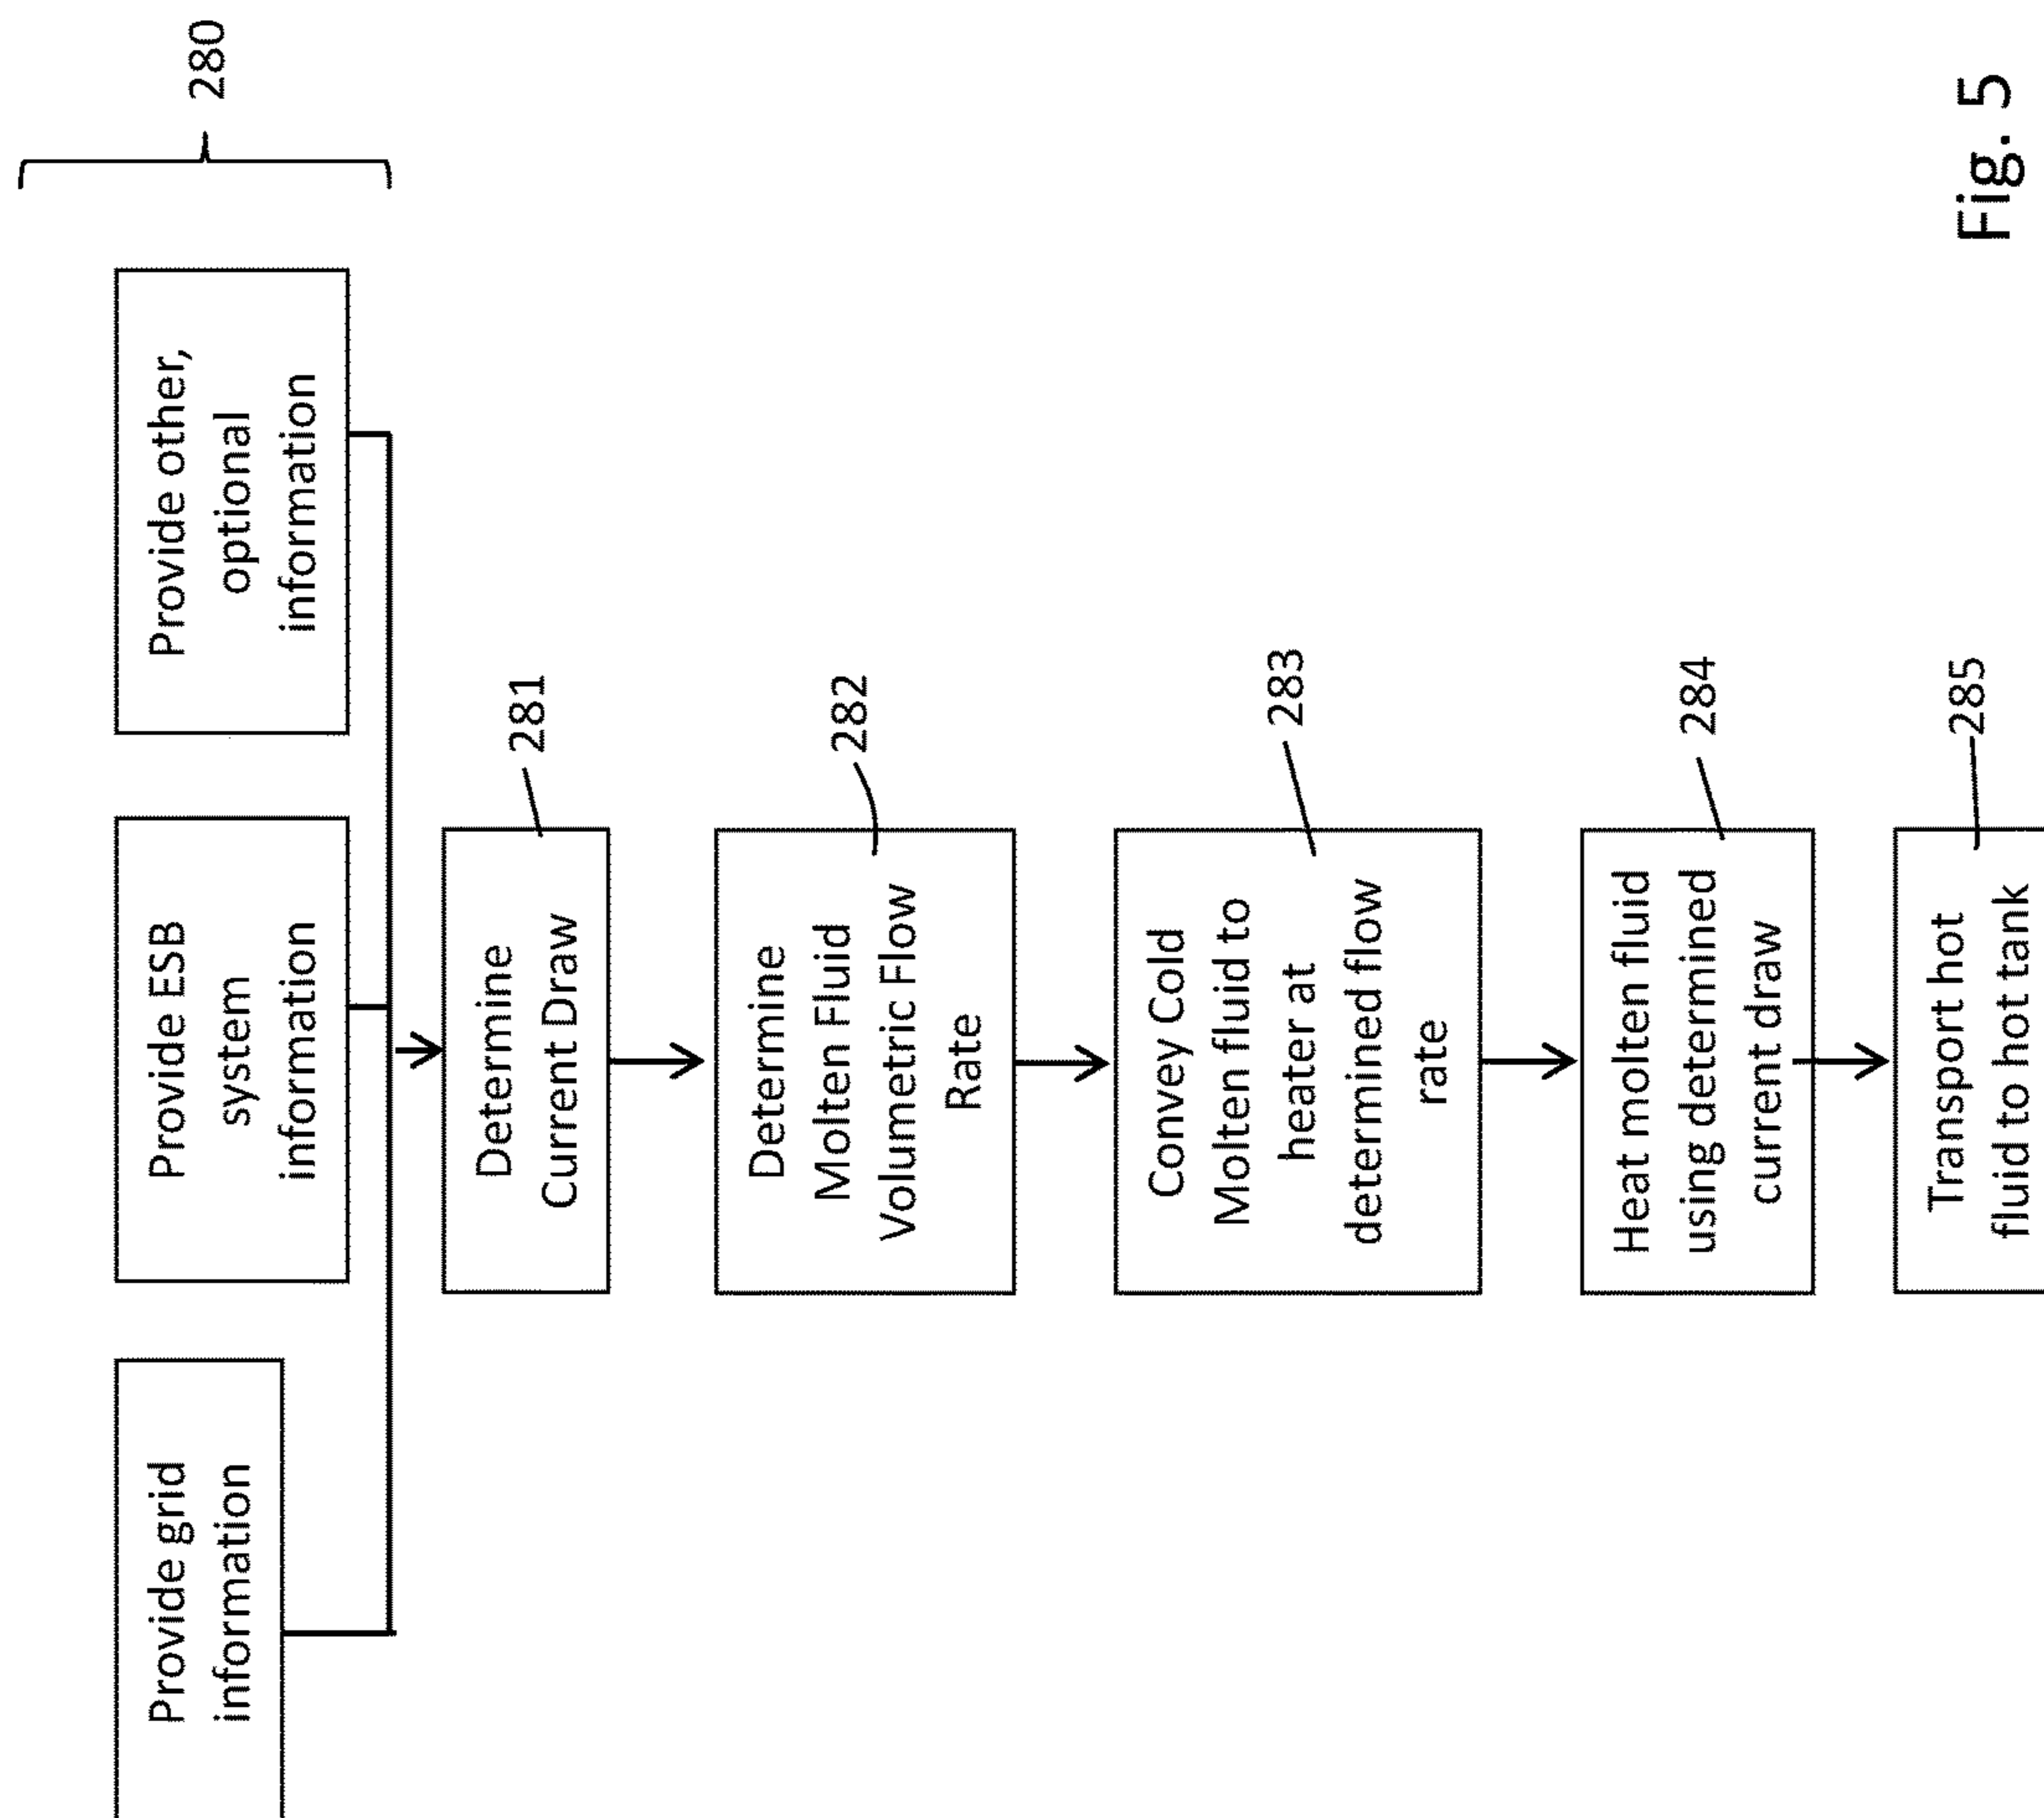 280
Provide grid
information
Provide ESB
system
information
Provide other,
optional
information
Determine
Current Draw
281
Determine
Molten Fluid
Volumetric Flow
Rate
282
Convey Cold
Molten fluid to
heater at
determined flow
rate
283
Heat molten fluid
using determined
current draw
284
Transport hot
fluid to hot tank
285
Fig. 5